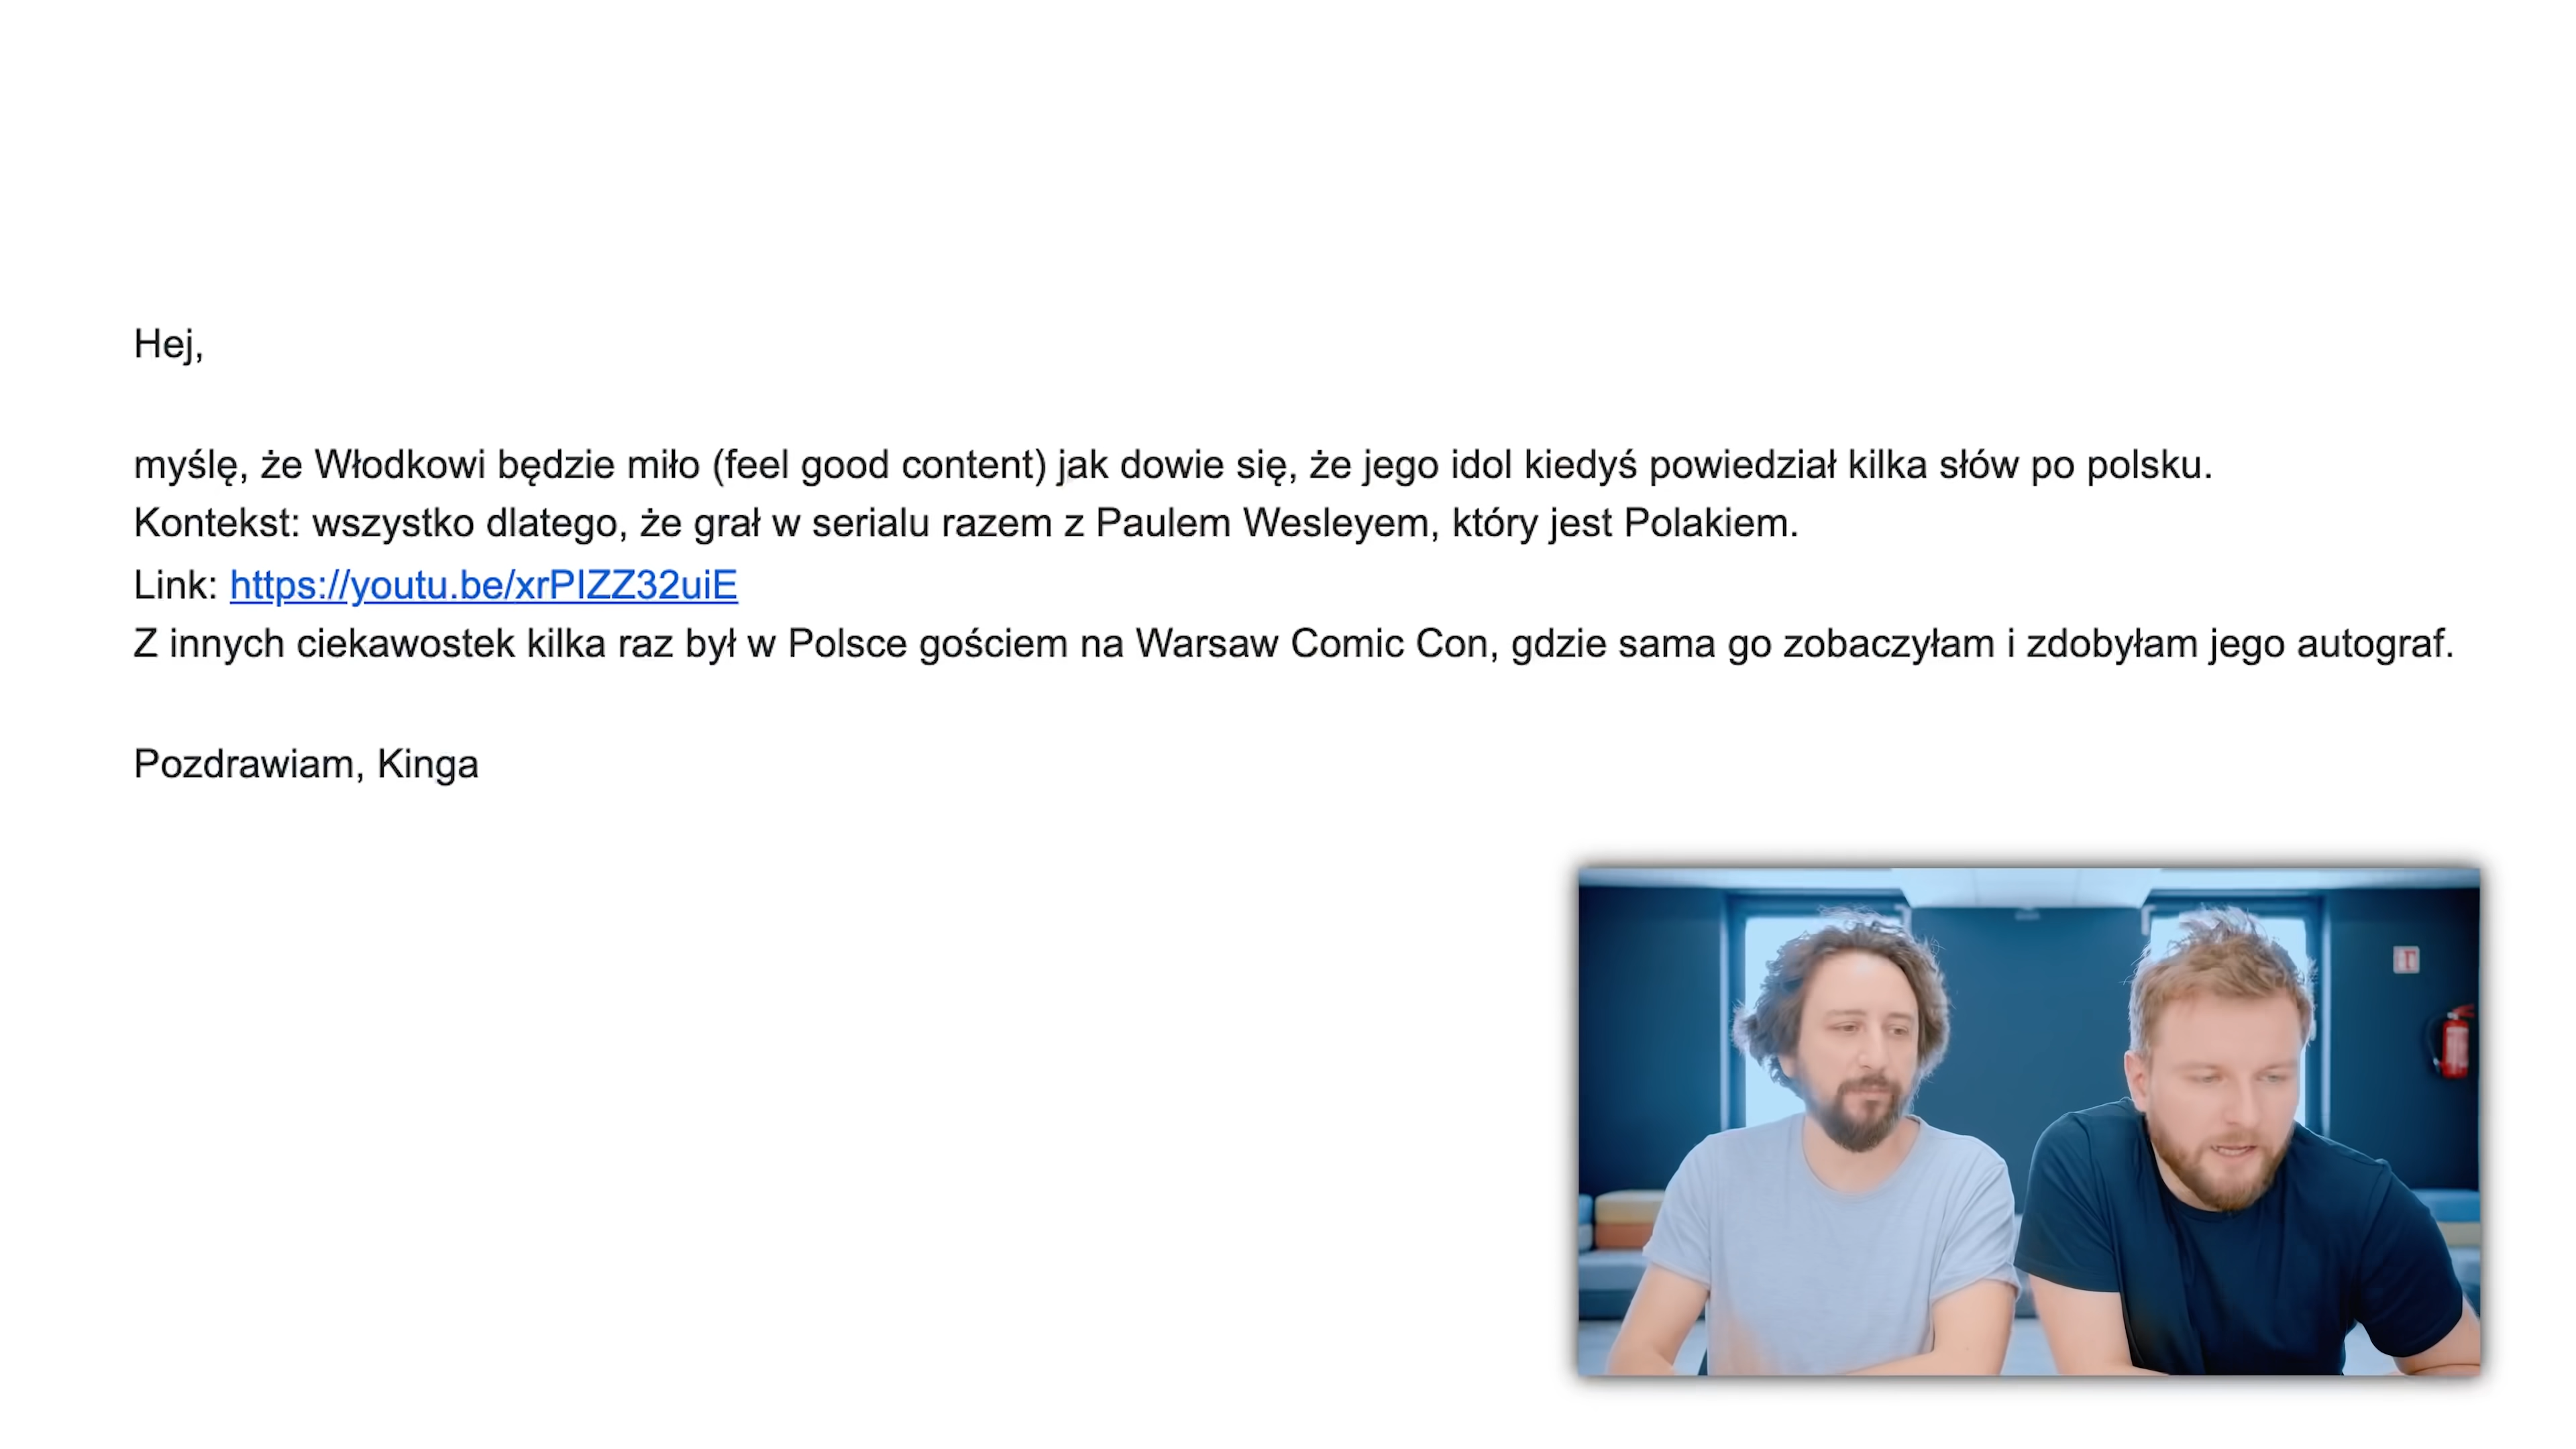 Hej,
myślę, że Włodkowi będzie miło (feel good content) jak dowie się, że jego idol kiedyś powiedział kilka słów po polsku.
Kontekst: wszystko dlatego, że grał w serialu razem z Paulem Wesleyem, który jest Polakiem.
Link: https://youtu.be/xrPIZZ32uiE
Z innych ciekawostek kilka raz był w Polsce gościem na Warsaw Comic Con, gdzie sama go zobaczyłam i zdobyłam jego autograf.
Pozdrawiam, Kinga